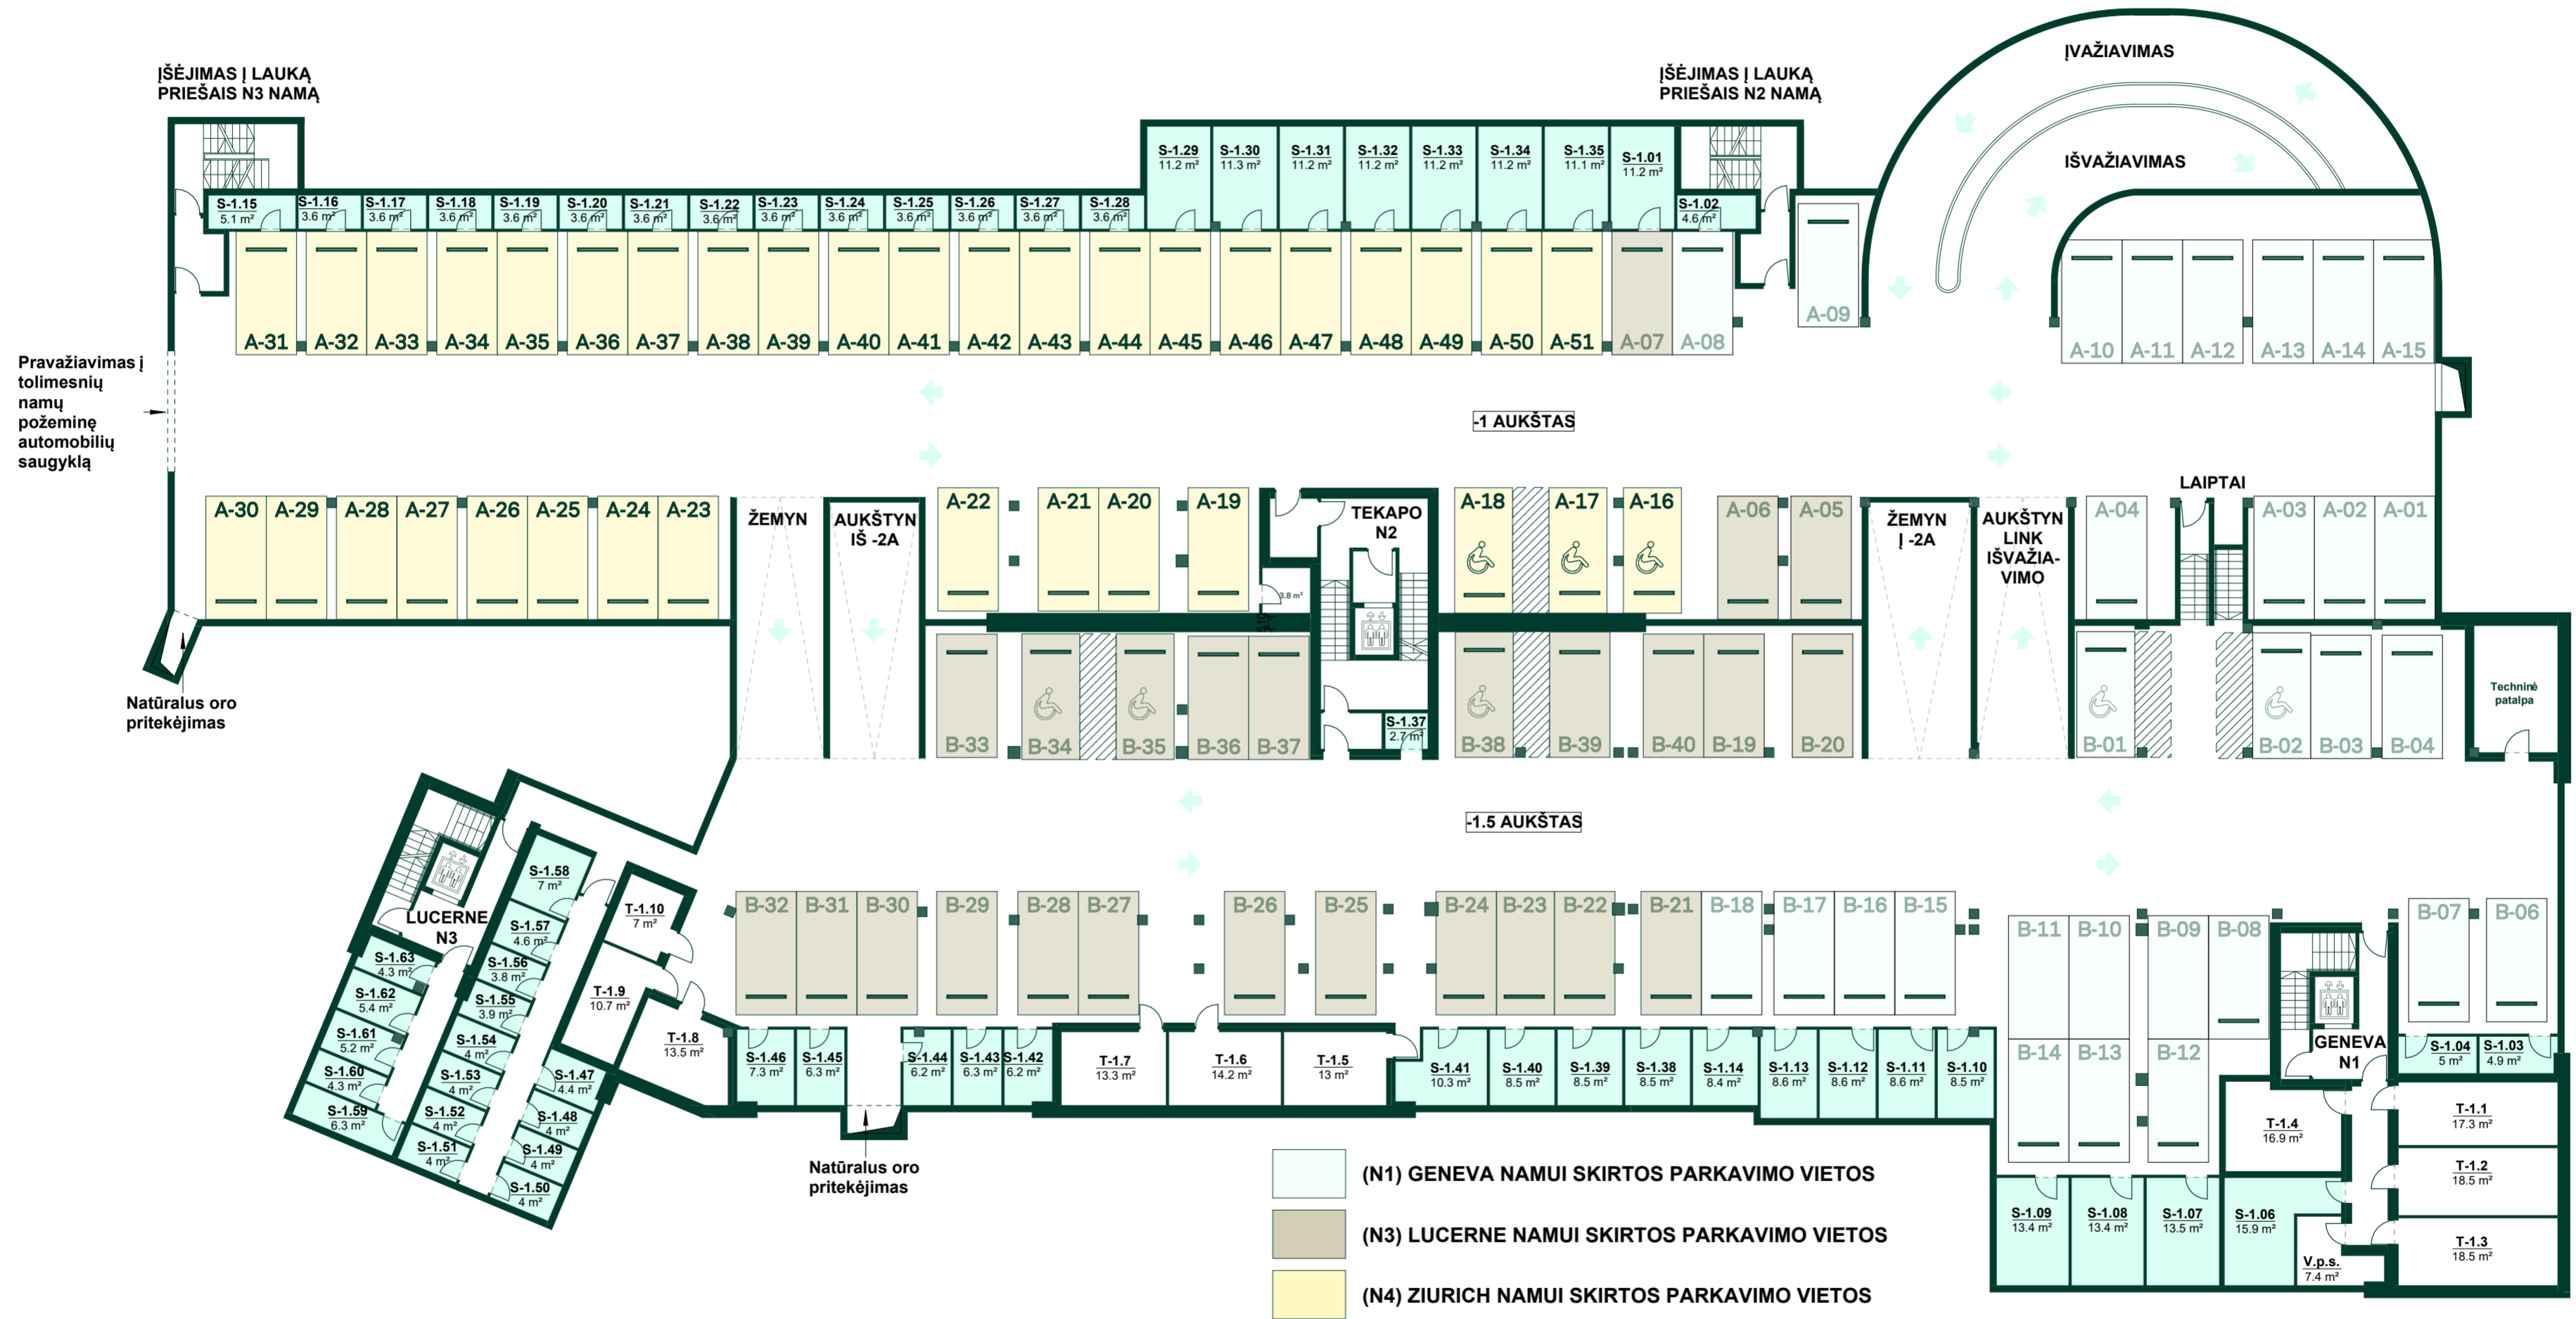 ĮŠĖJIMAS Į LAUKĄ
PRIEŠAIS N3 NAMĄ
ĮŠĖJIMAS Į LAUKĄ
PRIEŠAIS N2 NAMĄ
ĮVAŽIAVIMAS
IŠVAŽIAVIMAS
S-1.29
11.2 m²
S-1.30
11.3 m²
S-1.31
11.2 m²
S-1.32
11.2 m²
S-1.33
11.2 m²
S-1.34
11.2 m²
S-1.35
11.1 m²
S-1.01
11.2 m²
S-1.15
5.1 m²
S-1.16
3.6 m²
S-1.17
3.6 m²
S-1.18
3.6 m²
S-1.19
3.6 m²
S-1.20
3.6 m²
S-1.21
3.6 m²
S-1.22
3.6 m²
S-1.23
3.6 m²
S-1.24
3.6 m²
S-1.25
3.6 m²
S-1.26
3.6 m²
S-1.27
3.6 m²
S-1.28
3.6 m²
S-1.02
4.6 m²
A-31
A-32
A-33
A-34
A-35
A-36
A-37
A-38
A-39
A-40
A-41
A-42
A-43
A-44
A-45
A-46
A-47
A-48
A-49
A-50
A-51
A-07
A-08
A-09
A-10
A-11
A-12
A-13
A-14
A-15
Pravažiavimas į
tolimesnių
namų
požeminę
automobilių
saugyklą
-1 AUKŠTAS
LAIPTAI
A-30
A-29
A-28
A-27
A-26
A-25
A-24
A-23
ŽEMYN
AUKŠTYN
IŠ -2A
A-22
A-21
A-20
A-19
3.8 m²
TEKAPO
N2
A-18
A-17
A-16
A-06
A-05
ŽEMYN
Į -2A
AUKŠTYN
LINK
IŠVAŽIA-
VIMO
A-04
A-03
A-02
A-01
Natūralus oro
pritekėjimas
B-33
B-34
B-35
B-36
B-37
S-1.37
2.7 m²
B-38
B-39
B-40
B-19
B-20
B-01
B-02
B-03
B-04
Techninė
patalpa
-1.5 AUKŠTAS
LUCERNE
N3
S-1.58
7 m²
S-1.57
4.6 m²
S-1.56
3.8 m²
S-1.55
3.9 m²
S-1.54
4 m²
S-1.53
4 m²
S-1.52
4 m²
S-1.51
4 m²
S-1.63
4.3 m²
S-1.62
5.4 m²
S-1.61
5.2 m²
S-1.60
4.3 m²
S-1.59
6.3 m²
S-1.47
4.4 m²
S-1.48
4 m²
S-1.49
4 m²
S-1.50
4 m²
T-1.10
7 m²
T-1.9
10.7 m²
T-1.8
13.5 m²
B-32
B-31
B-30
B-29
B-28
B-27
B-26
B-25
B-24
B-23
B-22
B-21
B-18
B-17
B-16
B-15
B-11
B-10
B-09
B-08
B-07
B-06
B-14
B-13
B-12
GENEVA
N1
S-1.46
7.3 m²
S-1.45
6.3 m²
S-1.44
6.2 m²
S-1.43
6.3 m²
S-1.42
6.2 m²
T-1.7
13.3 m²
T-1.6
14.2 m²
T-1.5
13 m²
S-1.41
10.3 m²
S-1.40
8.5 m²
S-1.39
8.5 m²
S-1.38
8.5 m²
S-1.14
8.4 m²
S-1.13
8.6 m²
S-1.12
8.6 m²
S-1.11
8.6 m²
S-1.10
8.5 m²
S-1.04
5 m²
S-1.03
4.9 m²
T-1.4
16.9 m²
T-1.1
17.3 m²
T-1.2
18.5 m²
T-1.3
18.5 m²
S-1.09
13.4 m²
S-1.08
13.4 m²
S-1.07
13.5 m²
S-1.06
15.9 m²
V.p.s.
7.4 m²
Natūralus oro
pritekėjimas
(N1) GENEVA NAMUI SKIRTOS PARKAVIMO VIETOS
(N3) LUCERNE NAMUI SKIRTOS PARKAVIMO VIETOS
(N4) ZIURICH NAMUI SKIRTOS PARKAVIMO VIETOS